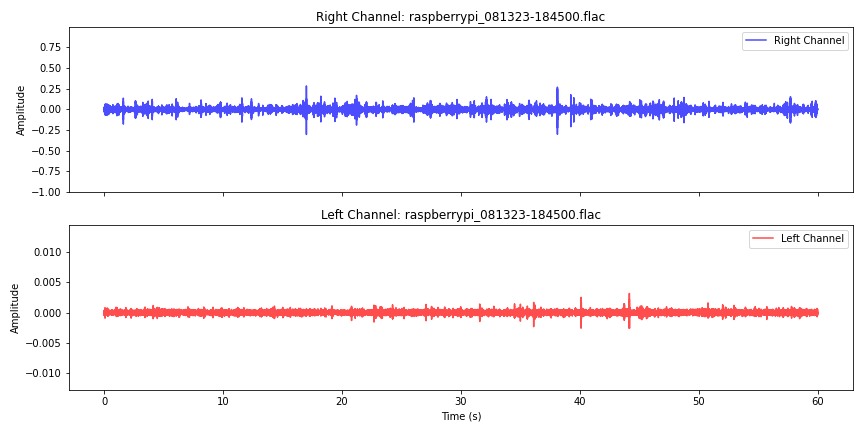 Right Channel: raspberrypi_081323-184500.flac
Right Channel
Amplitude
0.75
0.50
0.25
0.00
−0.25
−0.50
−0.75
−1.00
Left Channel: raspberrypi_081323-184500.flac
Left Channel
Amplitude
0.010
0.005
0.000
−0.005
−0.010
0 10 20 30 40 50 60
Time (s)